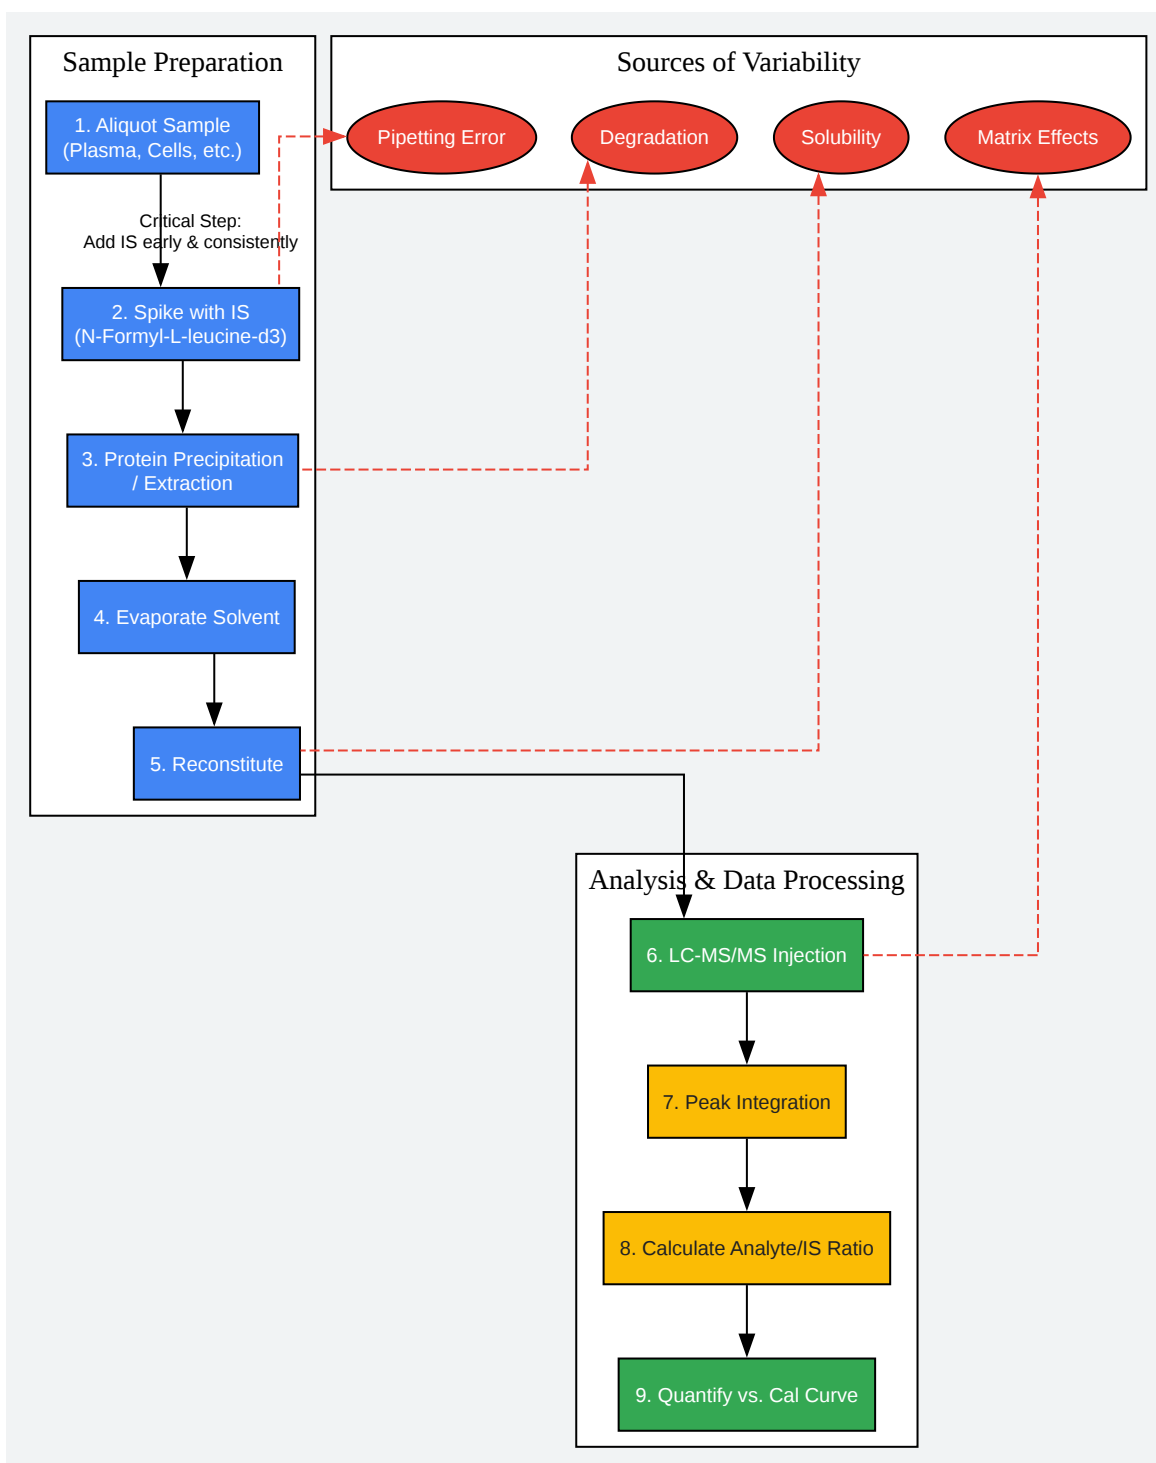 Sample Preparation
1. Aliquot Sample
(Plasma, Cells, etc.)
Critical Step:
Add IS early & consistently
2. Spike with IS
(N-Formyl-L-leucine-d3)
3. Protein Precipitation
/ Extraction
4. Evaporate Solvent
5. Reconstitute
Sources of Variability
Pipetting Error
Degradation
Solubility
Matrix Effects
Analysis & Data Processing
6. LC-MS/MS Injection
7. Peak Integration
8. Calculate Analyte/IS Ratio
9. Quantify vs. Cal Curve